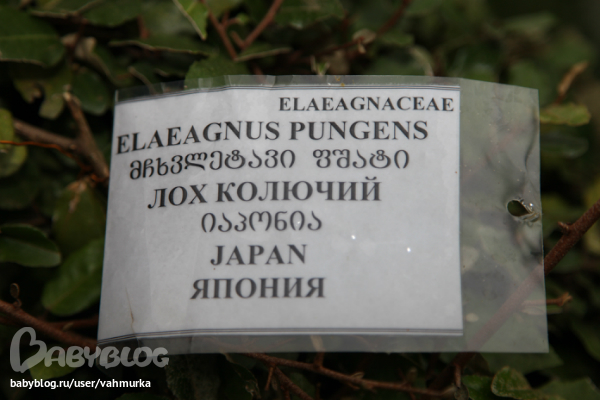 ELAEAGNACEAE
ELAEAGNUS PUNGENS
ᲛᲩᲮᲕᲚᲔᲢᲐᲕᲘ ᲤᲨᲐᲢᲘ
ЛОХ КОЛЮЧИЙ
ᲘᲐᲞᲝᲜᲘᲐ
JAPAN
ЯПОНИЯ
BABYBLOG
babyblog.ru/user/vahmurka